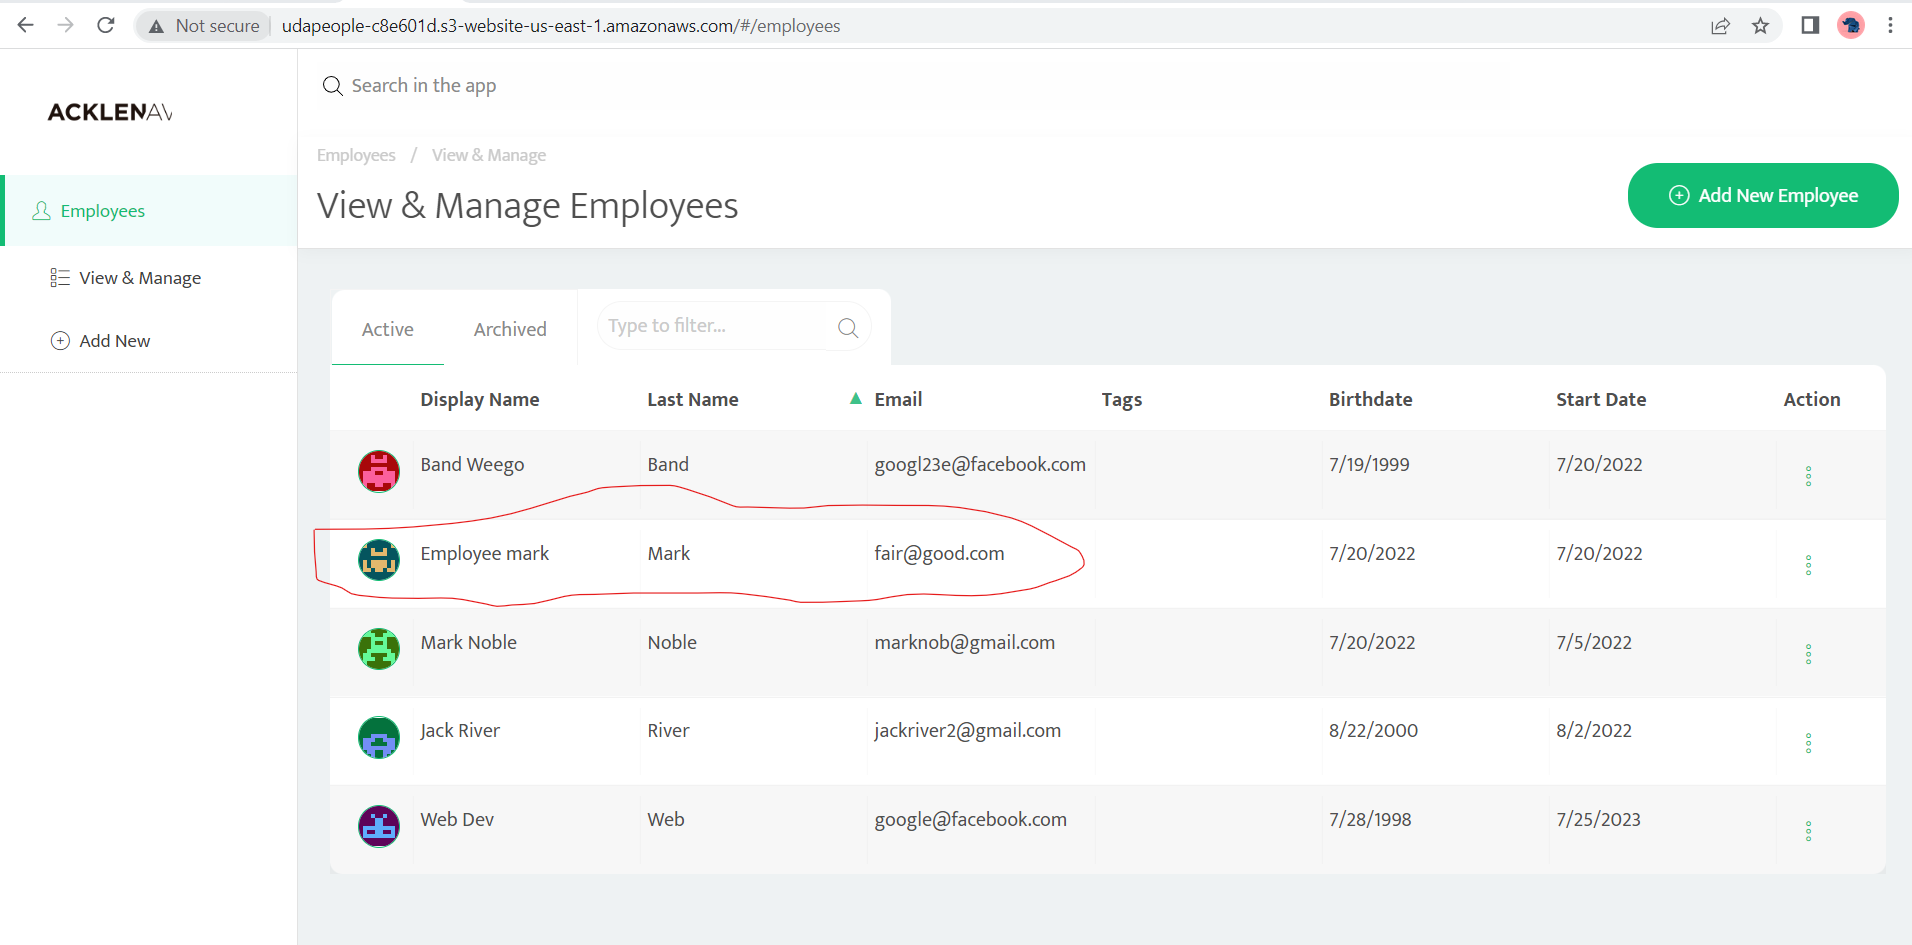 Not secure udapeople-c8e601d.s3-website-us-east-1.amazonaws.com/#/employees
Search in the app
ACKLENAV
Employees / View & Manage
View & Manage Employees
Add New Employee
Employees
View & Manage
Add New
Active Archived Type to filter...
Display Name Last Name Email Tags Birthdate Start Date Action
Band Weego Band googl23e@facebook.com 7/19/1999 7/20/2022
Employee mark Mark fair@good.com 7/20/2022 7/20/2022
Mark Noble Noble marknob@gmail.com 7/20/2022 7/5/2022
Jack River River jackriver2@gmail.com 8/22/2000 8/2/2022
Web Dev Web google@facebook.com 7/28/1998 7/25/2023